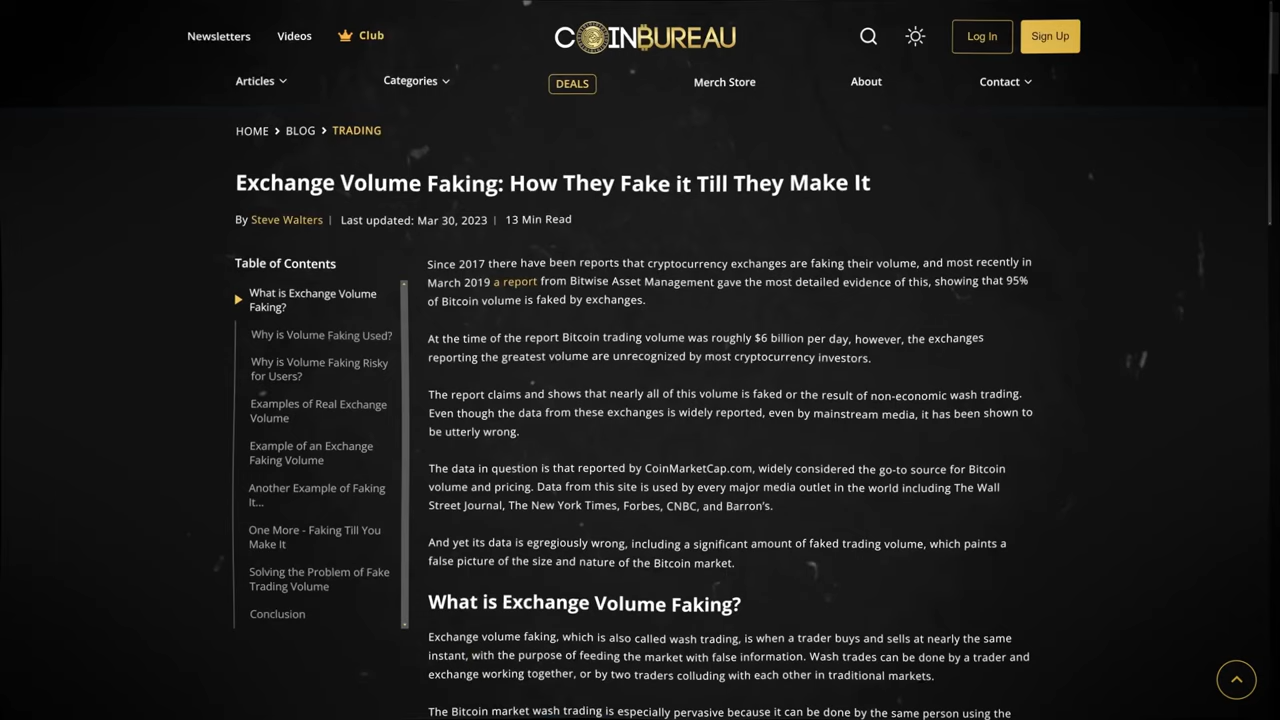 Newsletters Videos Club COINBUREAU Log In Sign Up
Articles Categories DEALS Merch Store About Contact
HOME > BLOG > TRADING
Exchange Volume Faking: How They Fake it Till They Make It
By Steve Walters | Last updated: Mar 30, 2023 | 13 Min Read
Table of Contents
What is Exchange Volume
Faking?
Why is Volume Faking Used?
Why is Volume Faking Risky
for Users?
Examples of Real Exchange
Volume
Example of an Exchange
Faking Volume
Another Example of Faking
It...
One More - Faking Till You
Make It
Solving the Problem of Fake
Trading Volume
Conclusion
Since 2017 there have been reports that cryptocurrency exchanges are faking their volume, and most recently in
March 2019 a report from Bitwise Asset Management gave the most detailed evidence of this, showing that 95%
of Bitcoin volume is faked by exchanges.
At the time of the report Bitcoin trading volume was roughly $6 billion per day, however, the exchanges
reporting the greatest volume are unrecognized by most cryptocurrency investors.
The report claims and shows that nearly all of this volume is faked or the result of non-economic wash trading.
Even though the data from these exchanges is widely reported, even by mainstream media, it has been shown to
be utterly wrong.
The data in question is that reported by CoinMarketCap.com, widely considered the go-to source for Bitcoin
volume and pricing. Data from this site is used by every major media outlet in the world including The Wall
Street Journal, The New York Times, Forbes, CNBC, and Barron's.
And yet its data is egregiously wrong, including a significant amount of faked trading volume, which paints a
false picture of the size and nature of the Bitcoin market.
What is Exchange Volume Faking?
Exchange volume faking, which is also called wash trading, is when a trader buys and sells at nearly the same
instant, with the purpose of feeding the market with false information. Wash trades can be done by a trader and
exchange working together, or by two traders colluding with each other in traditional markets.
The Bitcoin market wash trading is especially pervasive because it can be done by the same person using the